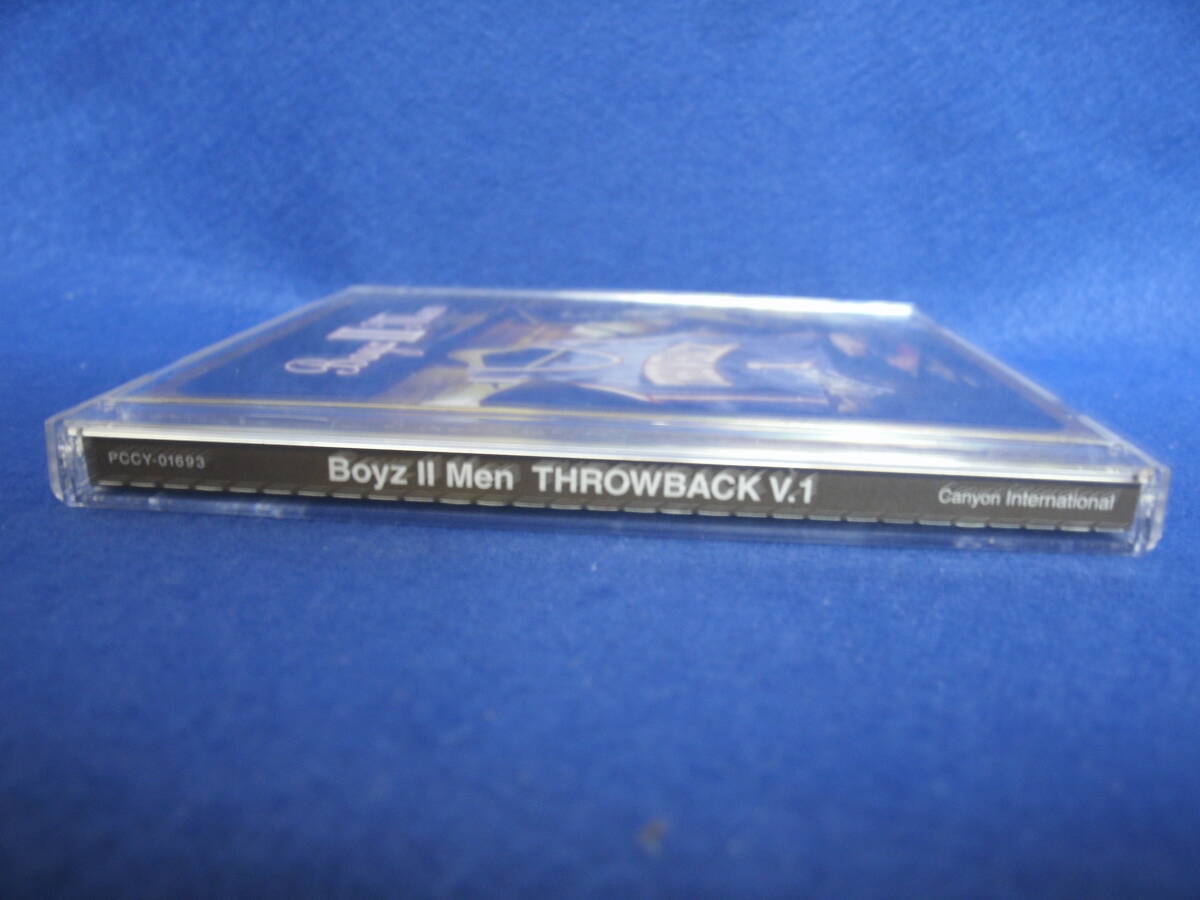 PCCY-01693 Boyz II Men THROWBACK V.1 Canyon International